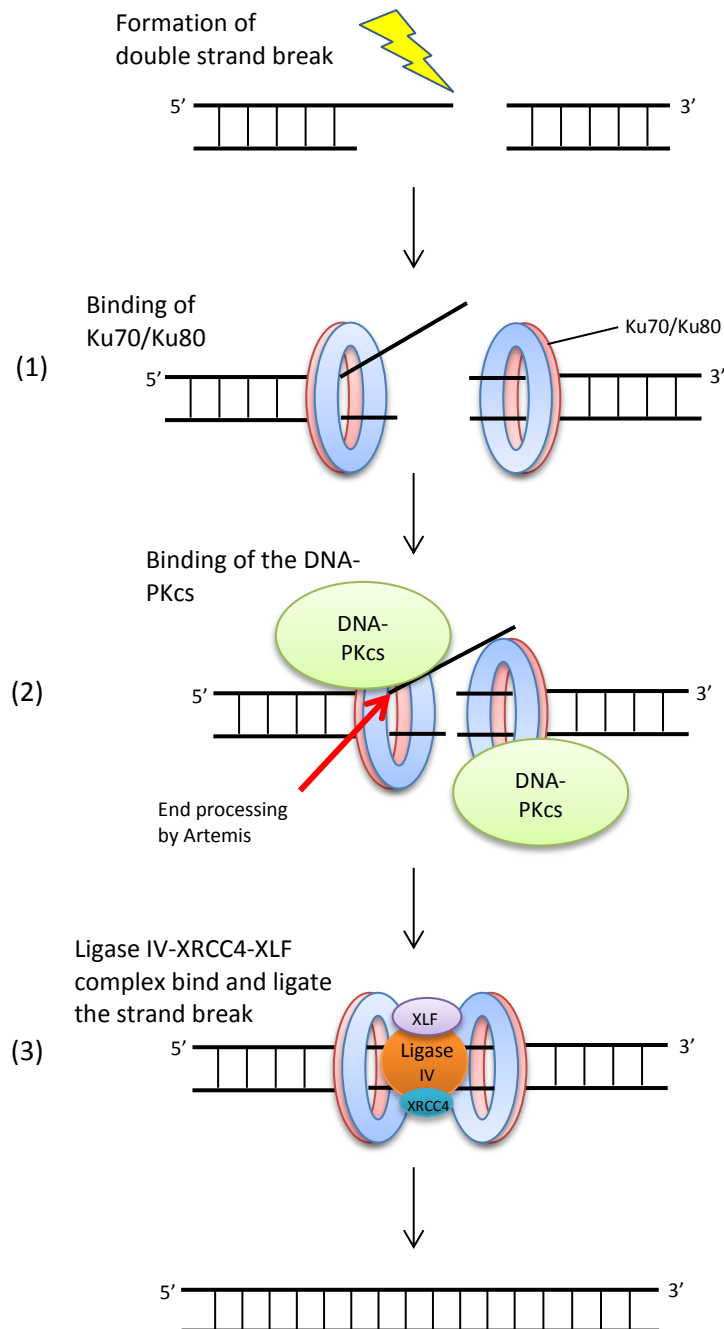 Formation of
double strand break
5’
3’
Binding of
Ku70/Ku80
Ku70/Ku80
(1)
5’
3’
Binding of the DNA-
PKcs
DNA-
PKcs
(2)
5’
3’
DNA-
PKcs
End processing
by Artemis
Ligase IV-XRCC4-XLF
complex bind and ligate
the strand break
XLF
(3)
5’
3’
Ligase
IV
XRCC4
5’
3’